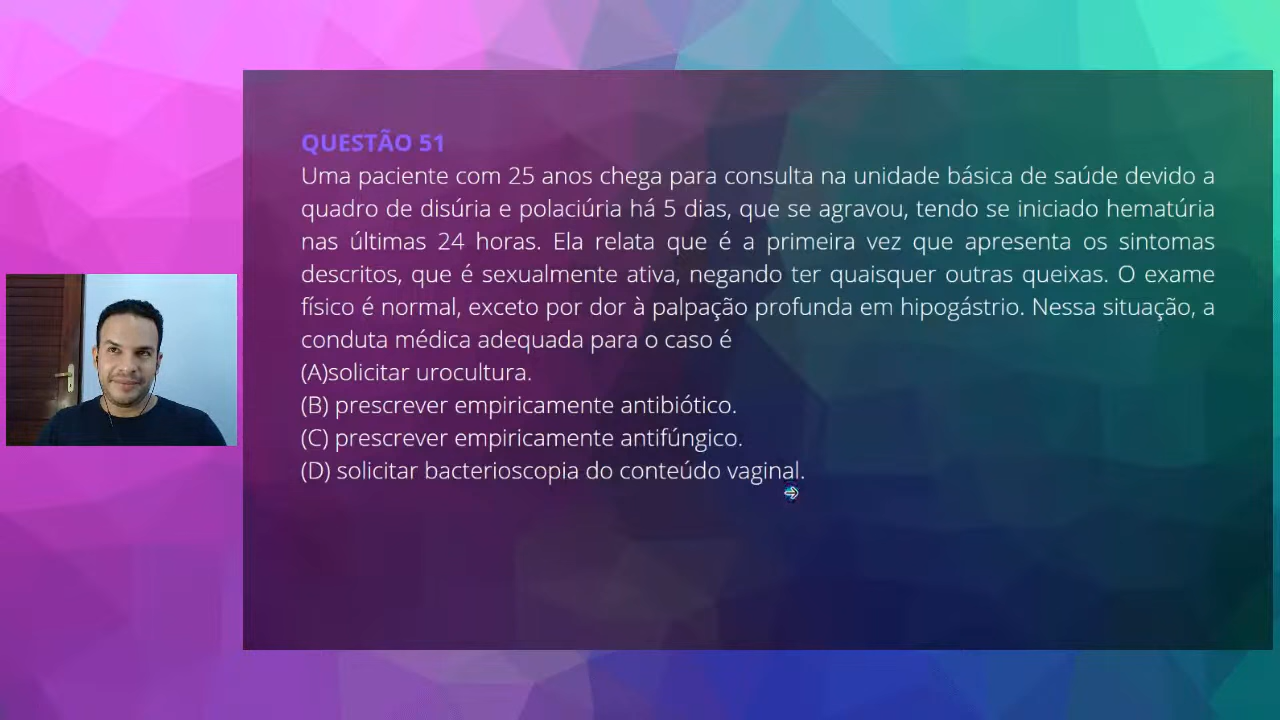 QUESTÃO 51
Uma paciente com 25 anos chega para consulta na unidade básica de saúde devido a
quadro de disúria e polaciúria há 5 dias, que se agravou, tendo se iniciado hematúria
nas últimas 24 horas. Ela relata que é a primeira vez que apresenta os sintomas
descritos, que é sexualmente ativa, negando ter quaisquer outras queixas. O exame
físico é normal, exceto por dor à palpação profunda em hipogástrio. Nessa situação, a
conduta médica adequada para o caso é
(A)solicitar urocultura.
(B) prescrever empiricamente antibiótico.
(C) prescrever empiricamente antifúngico.
(D) solicitar bacterioscopia do conteúdo vaginal.